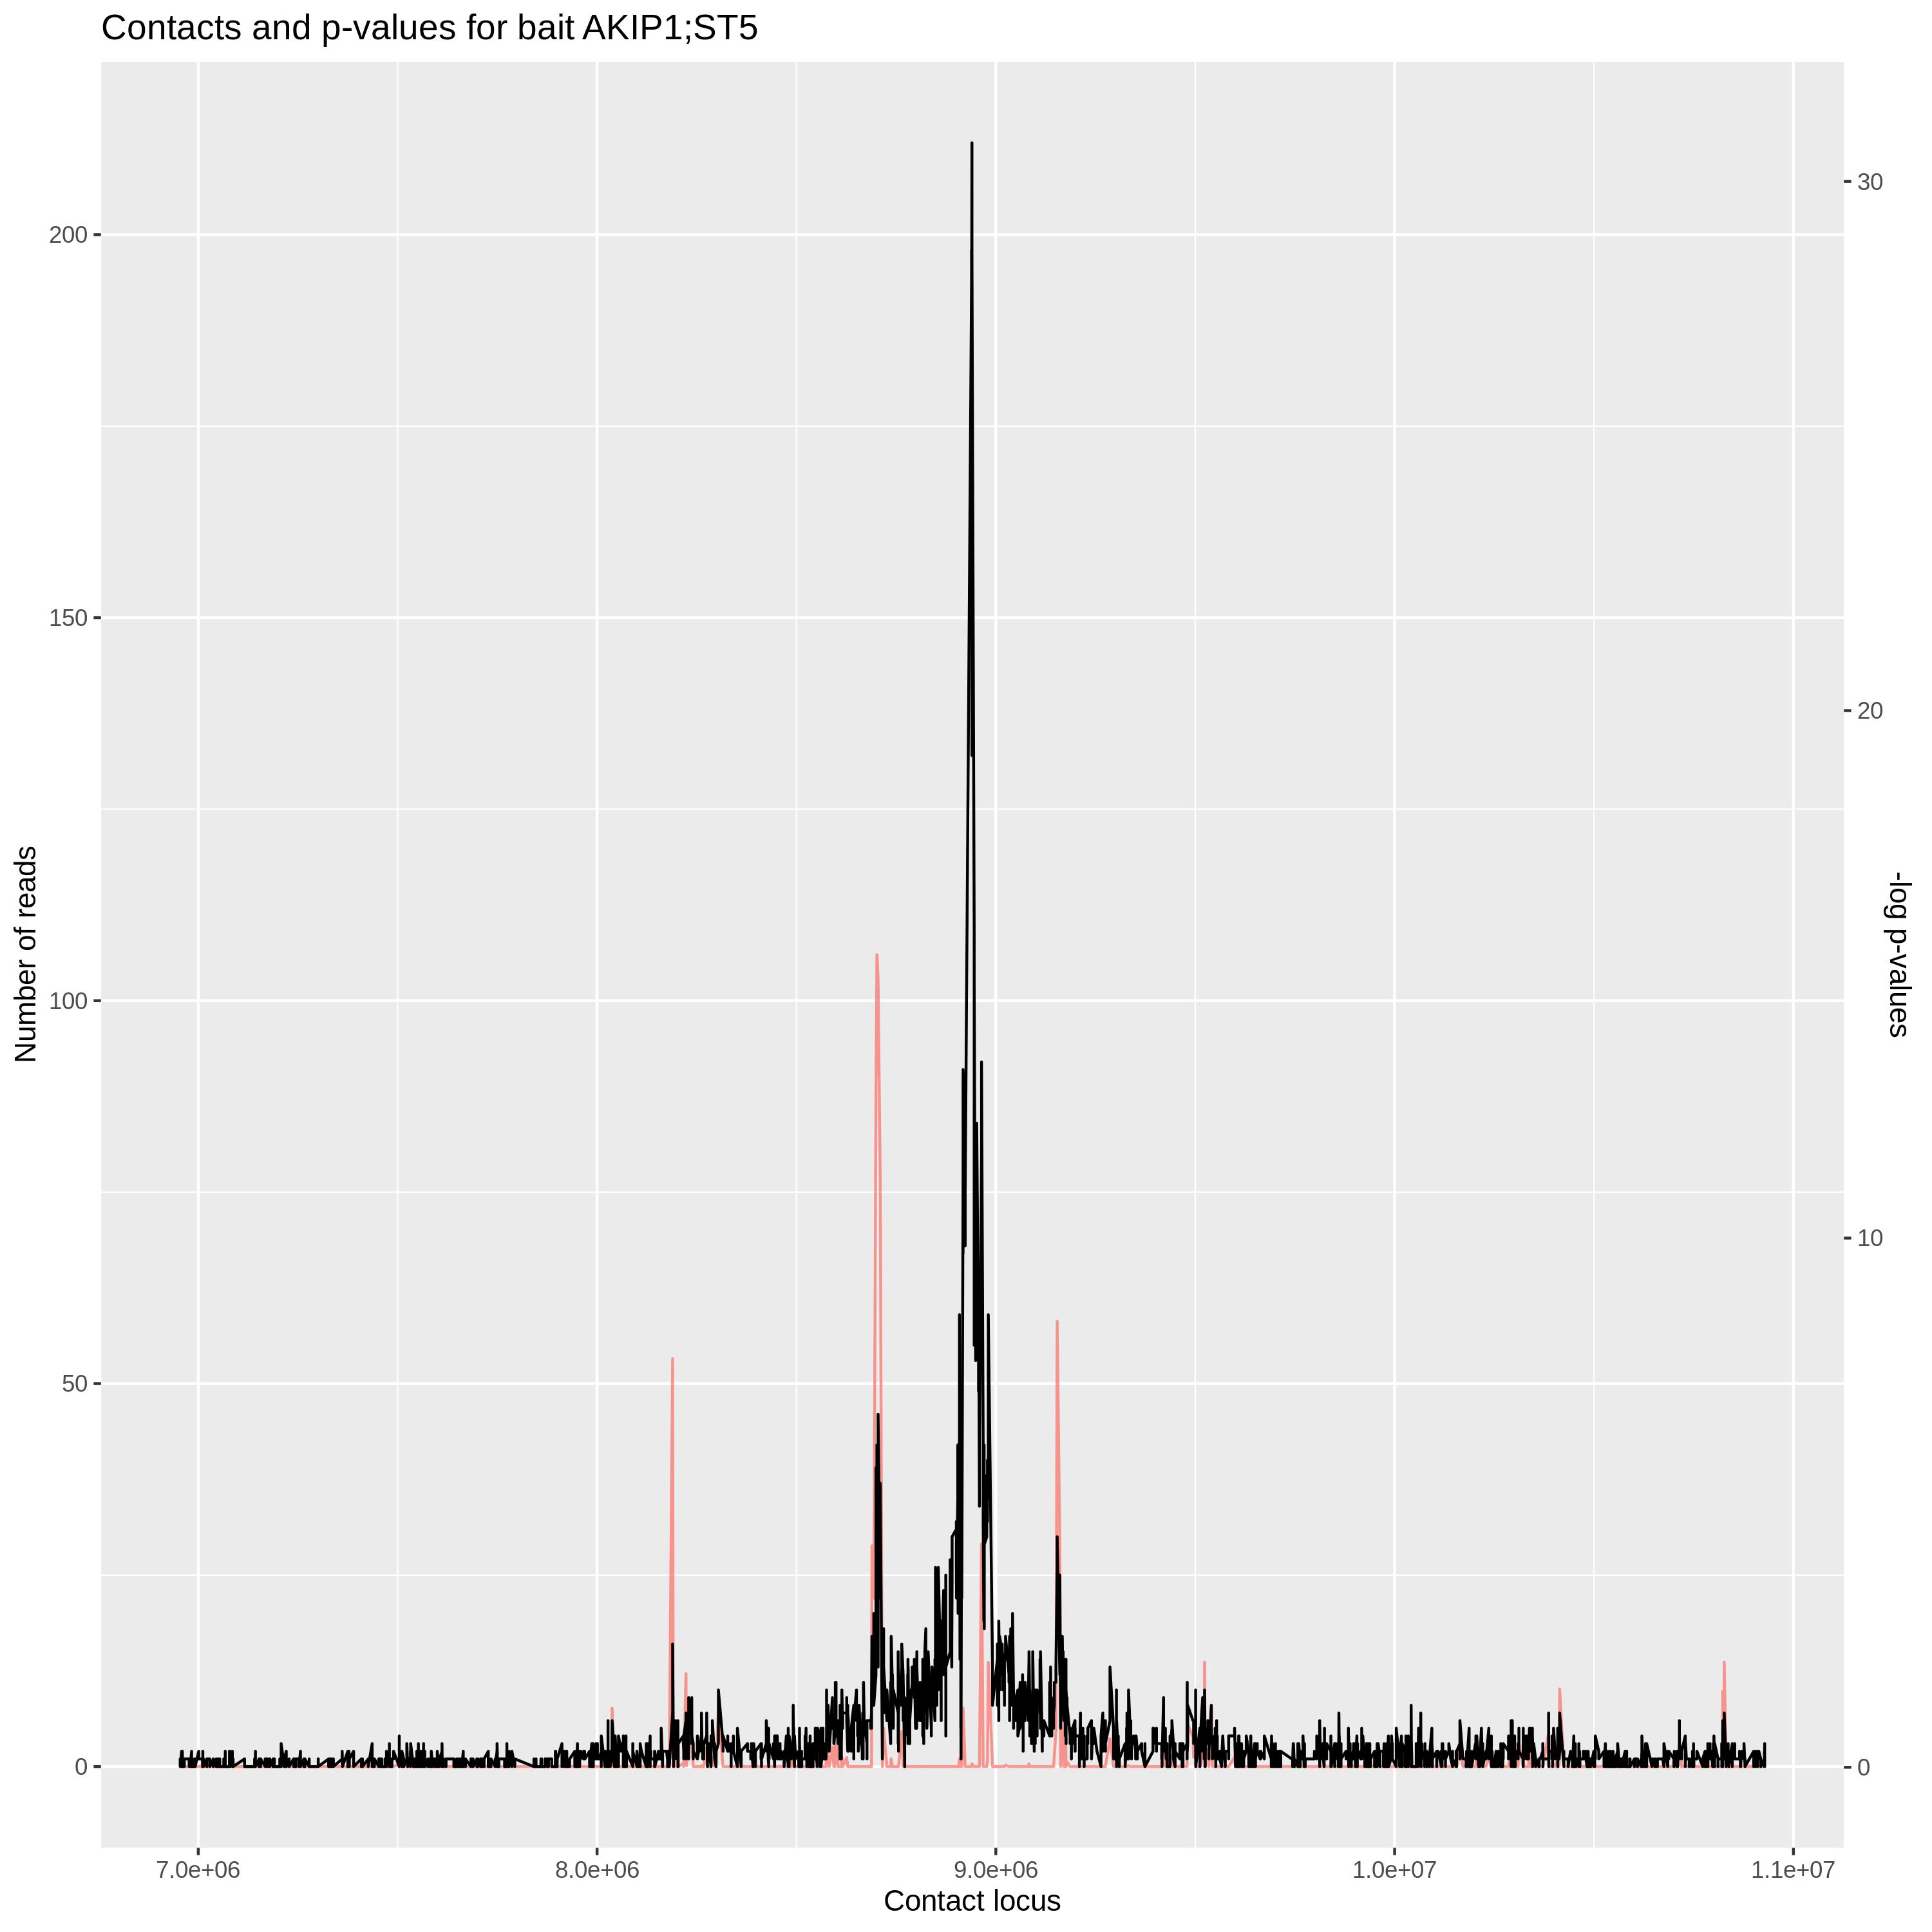 Contacts and p-values for bait AKIP1;ST5
200
150
100
50
0
30
20
10
0
Number of reads
-log p-values
7.0e+06 8.0e+06 9.0e+06 1.0e+07 1.1e+07
Contact locus